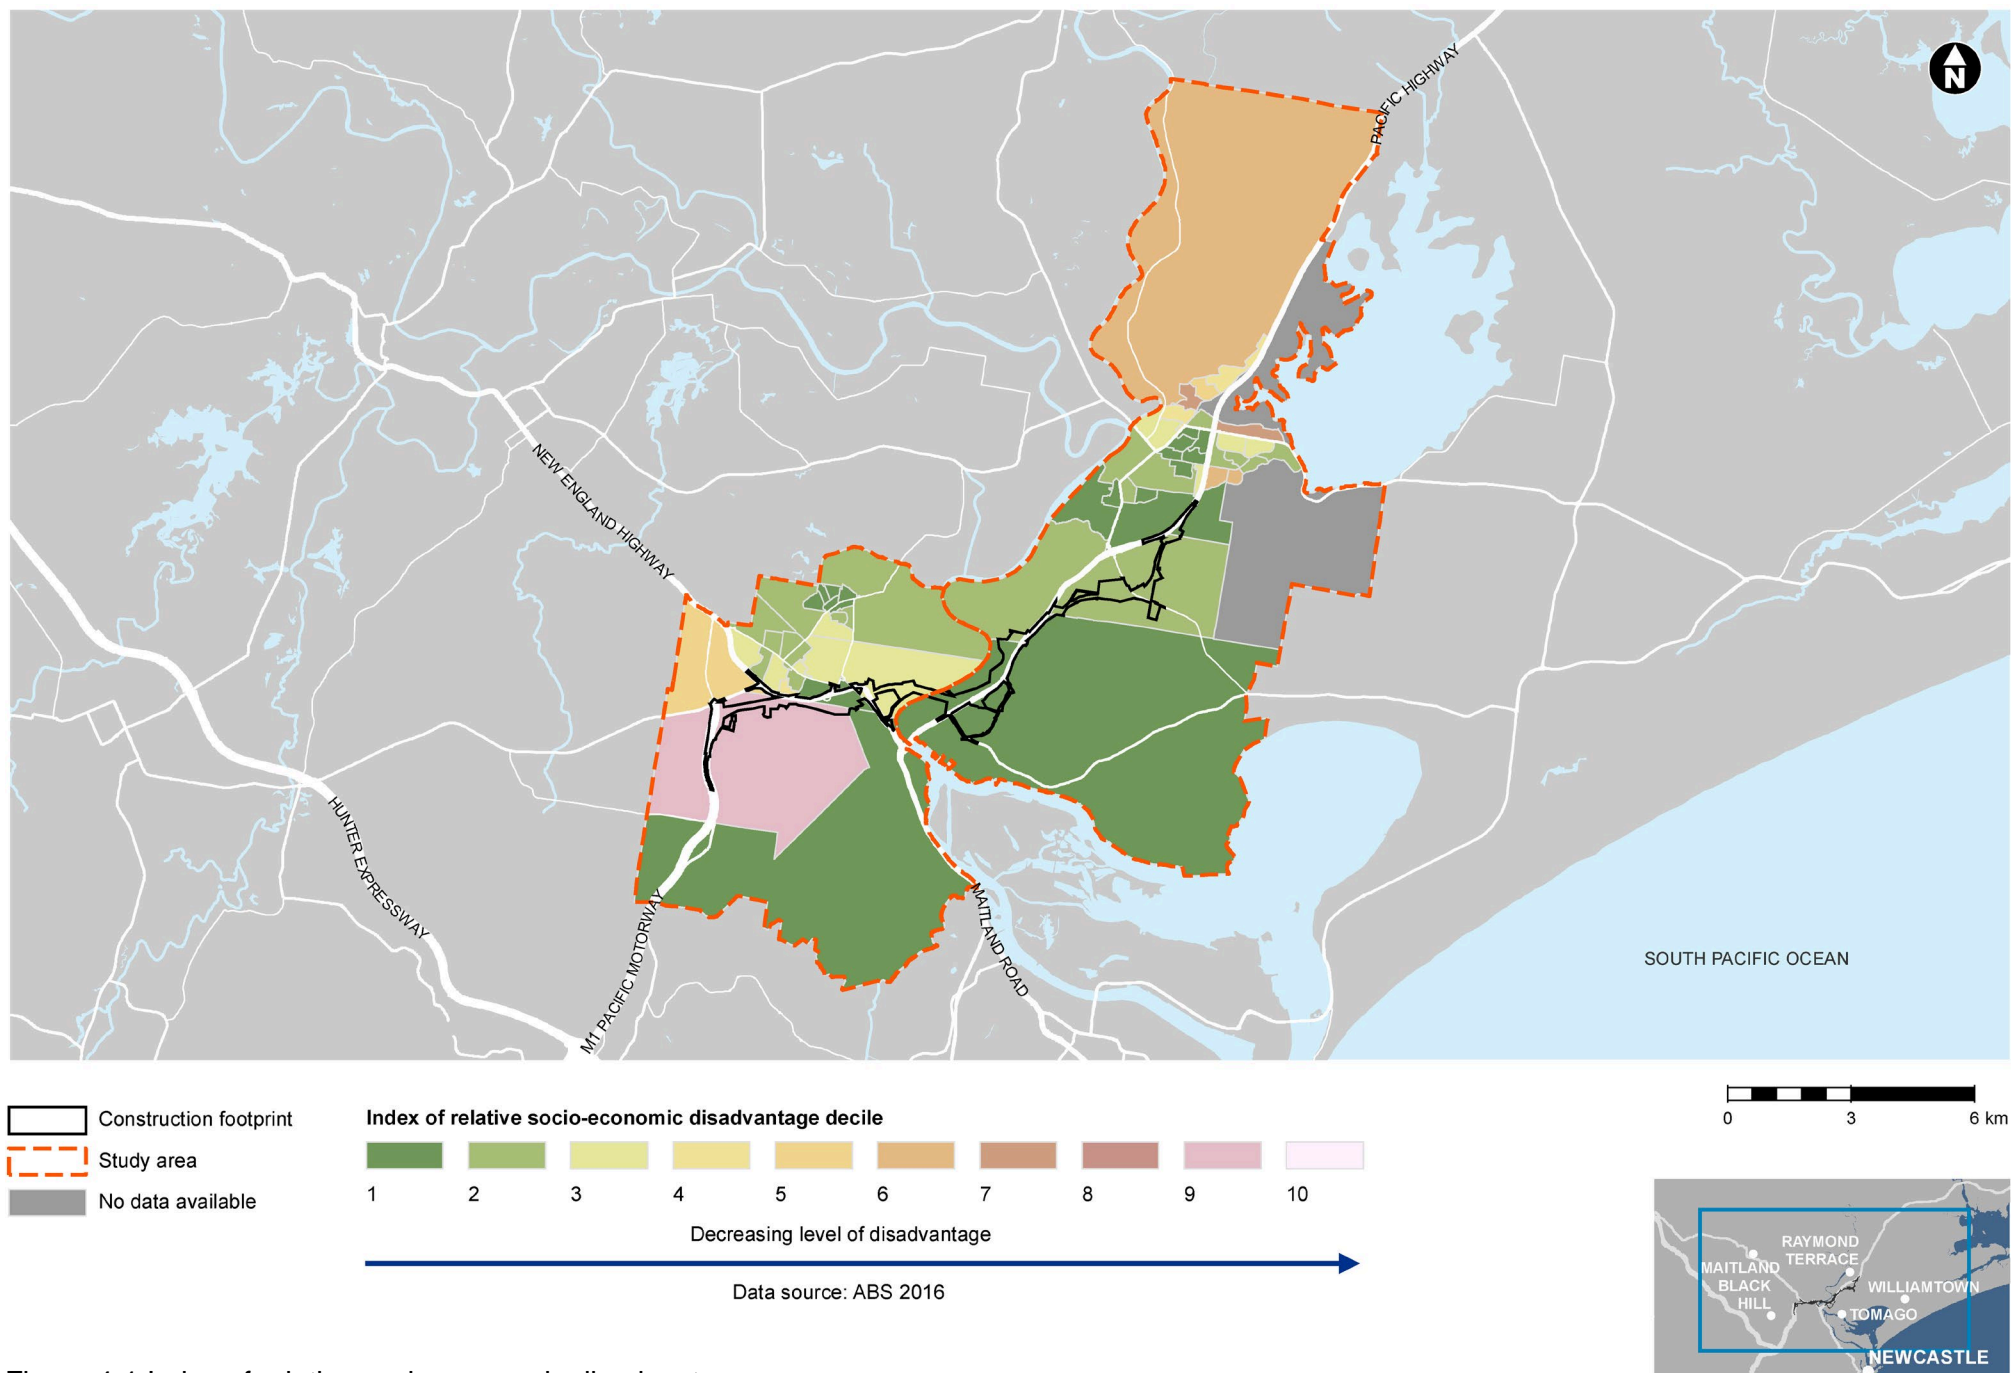 N
PACIFIC HIGHWAY
NEW ENGLAND HIGHWAY
HUNTER EXPRESSWAY
M1 PACIFIC MOTORWAY
MAITLAND ROAD
SOUTH PACIFIC OCEAN
Construction footprint
Study area
No data available
Index of relative socio-economic disadvantage decile
1 2 3 4 5 6 7 8 9 10
Decreasing level of disadvantage
Data source: ABS 2016
0 3 6 km
RAYMOND
TERRACE
MAITLAND
BLACK
HILL
WILLIAMTOWN
TOMAGO
NEWCASTLE